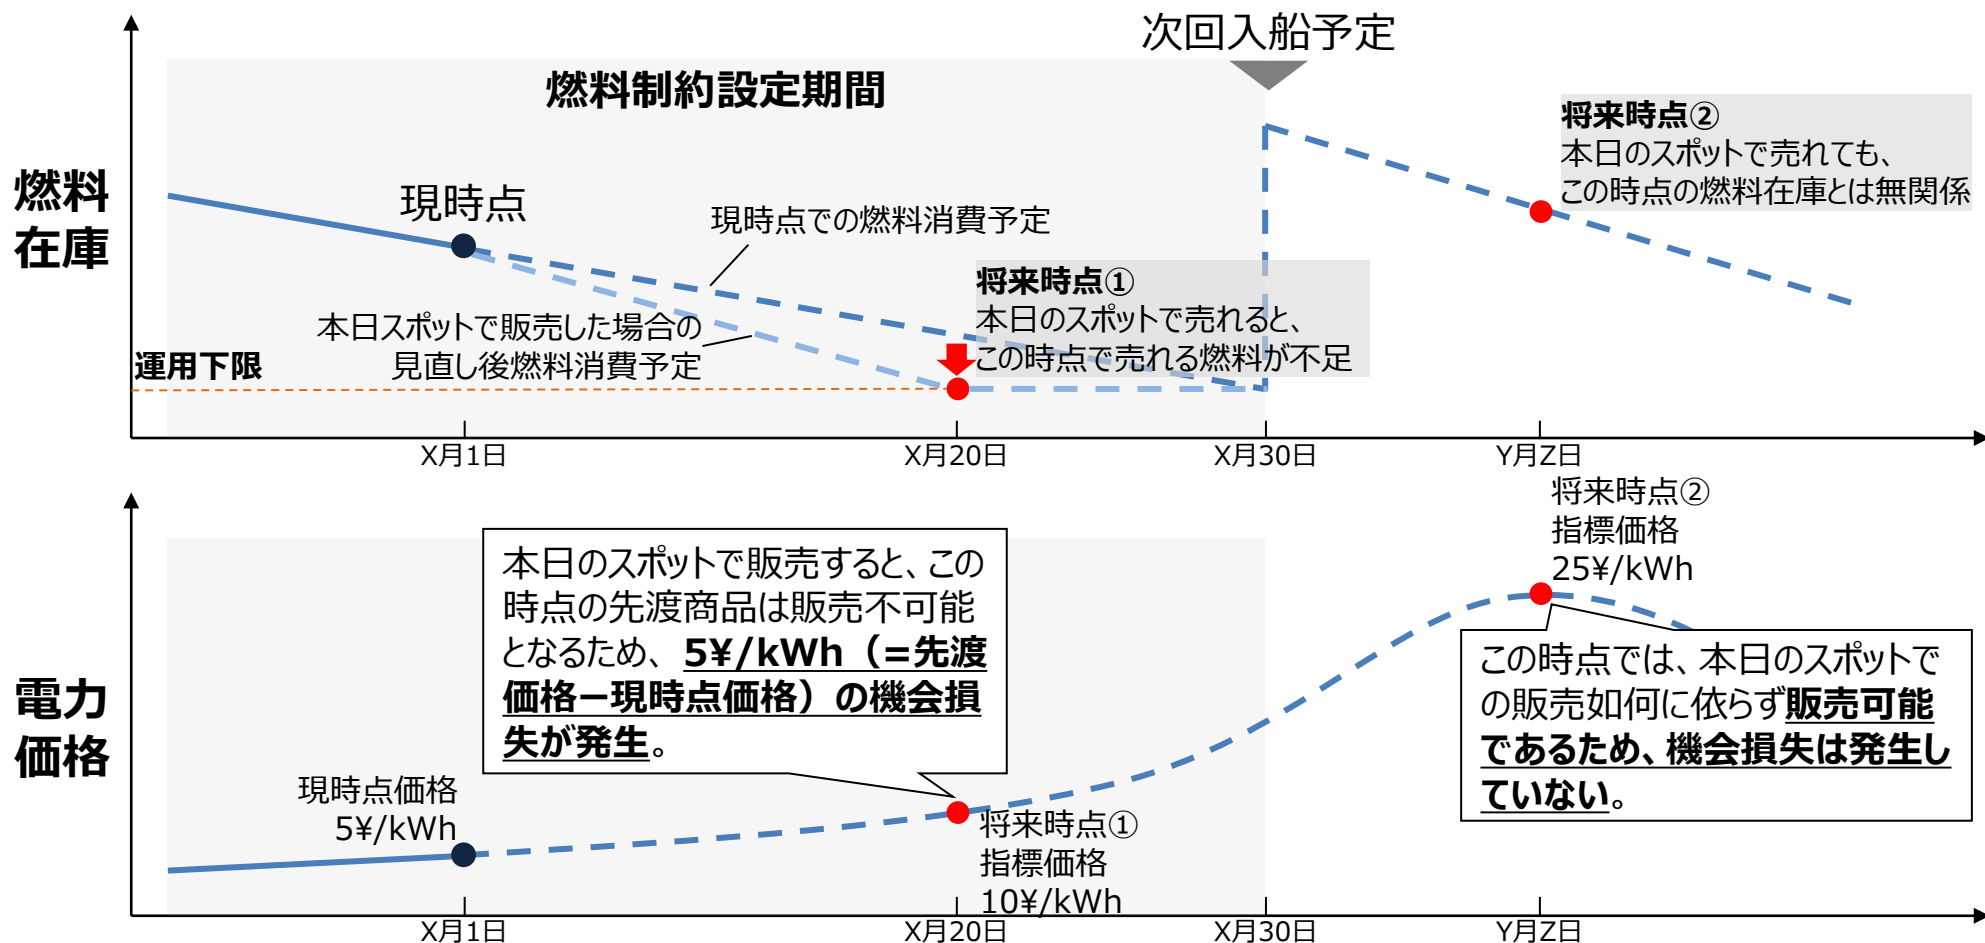 次回入船予定
燃料制約設定期間
将来時点②
本日のスポットで売れても、
この時点の燃料在庫とは無関係
燃料
在庫
現時点
現時点での燃料消費予定
将来時点①
本日のスポットで売れると、
この時点で売れる燃料が不足
本日スポットで販売した場合の
見直し後燃料消費予定
運用下限
X月1日
X月20日
X月30日
Y月Z日
将来時点②
指標価格
25¥/kWh
本日のスポットで販売すると、この
時点の先渡商品は販売不可能
となるため、5¥/kWh（=先渡
価格－現時点価格）の機会損
失が発生。
この時点では、本日のスポットで
の販売如何に依らず販売可能
であるため、機会損失は発生し
ていない。
電力
価格
現時点価格
5¥/kWh
将来時点①
指標価格
10¥/kWh
X月1日
X月20日
X月30日
Y月Z日